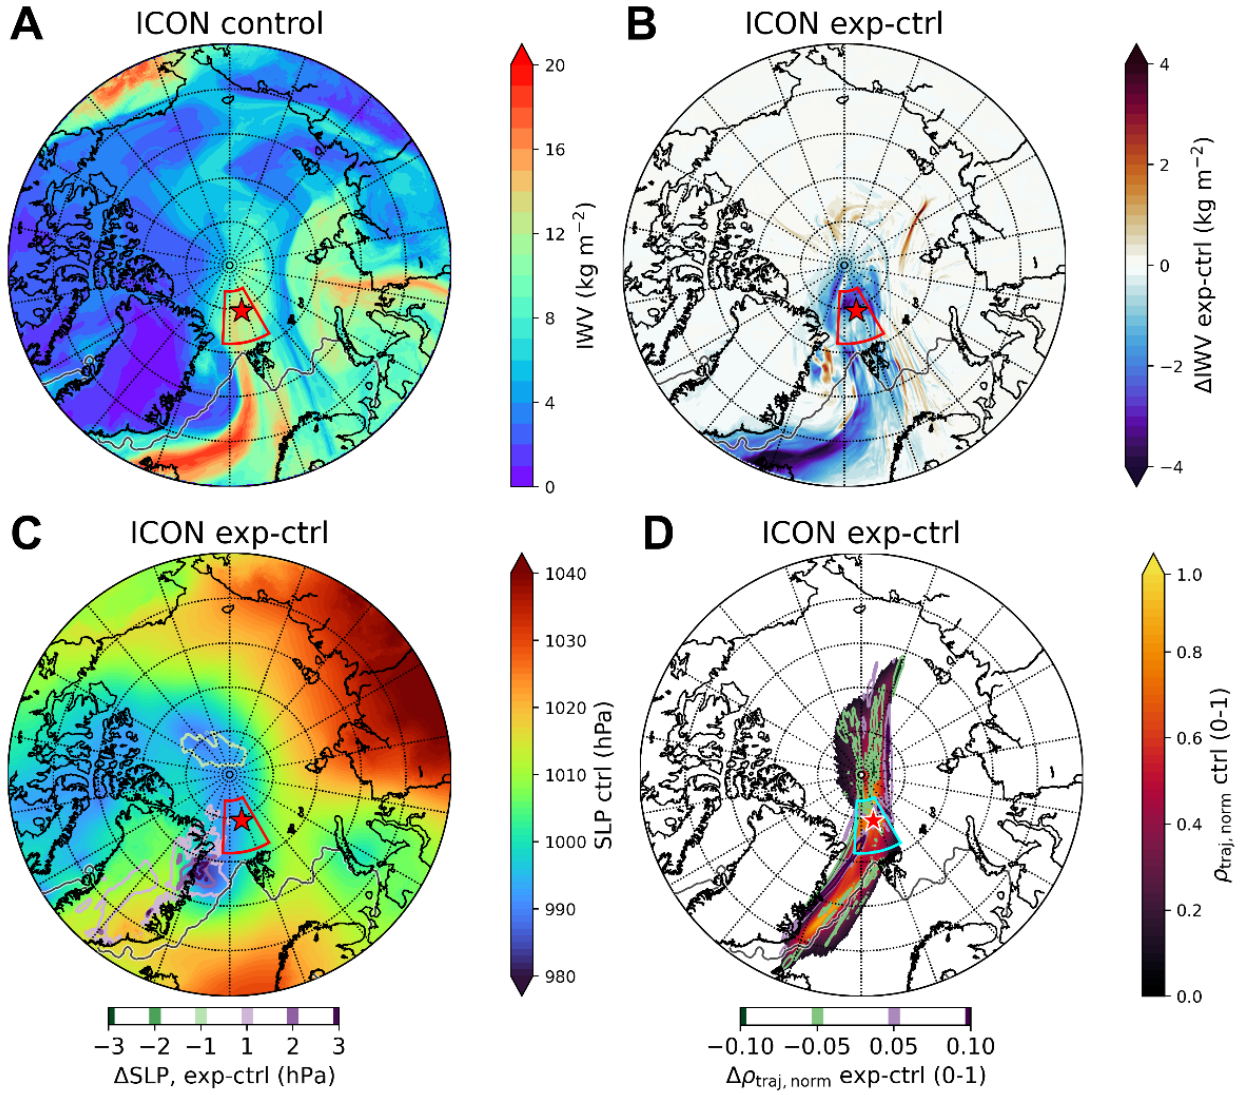 A
ICON control
20
16
12
8
4
0
IWV (kg m−2)
B
ICON exp-ctrl
4
2
0
−2
−4
ΔIWV exp-ctrl (kg m−2)
C
ICON exp-ctrl
1040
1030
1020
1010
1000
990
980
SLP ctrl (hPa)
−3 −2 −1 1 2 3
ΔSLP, exp-ctrl (hPa)
D
ICON exp-ctrl
1.0
0.8
0.6
0.4
0.2
0.0
ρtraj, norm ctrl (0-1)
−0.10 −0.05 0.05 0.10
Δρtraj, norm exp-ctrl (0-1)